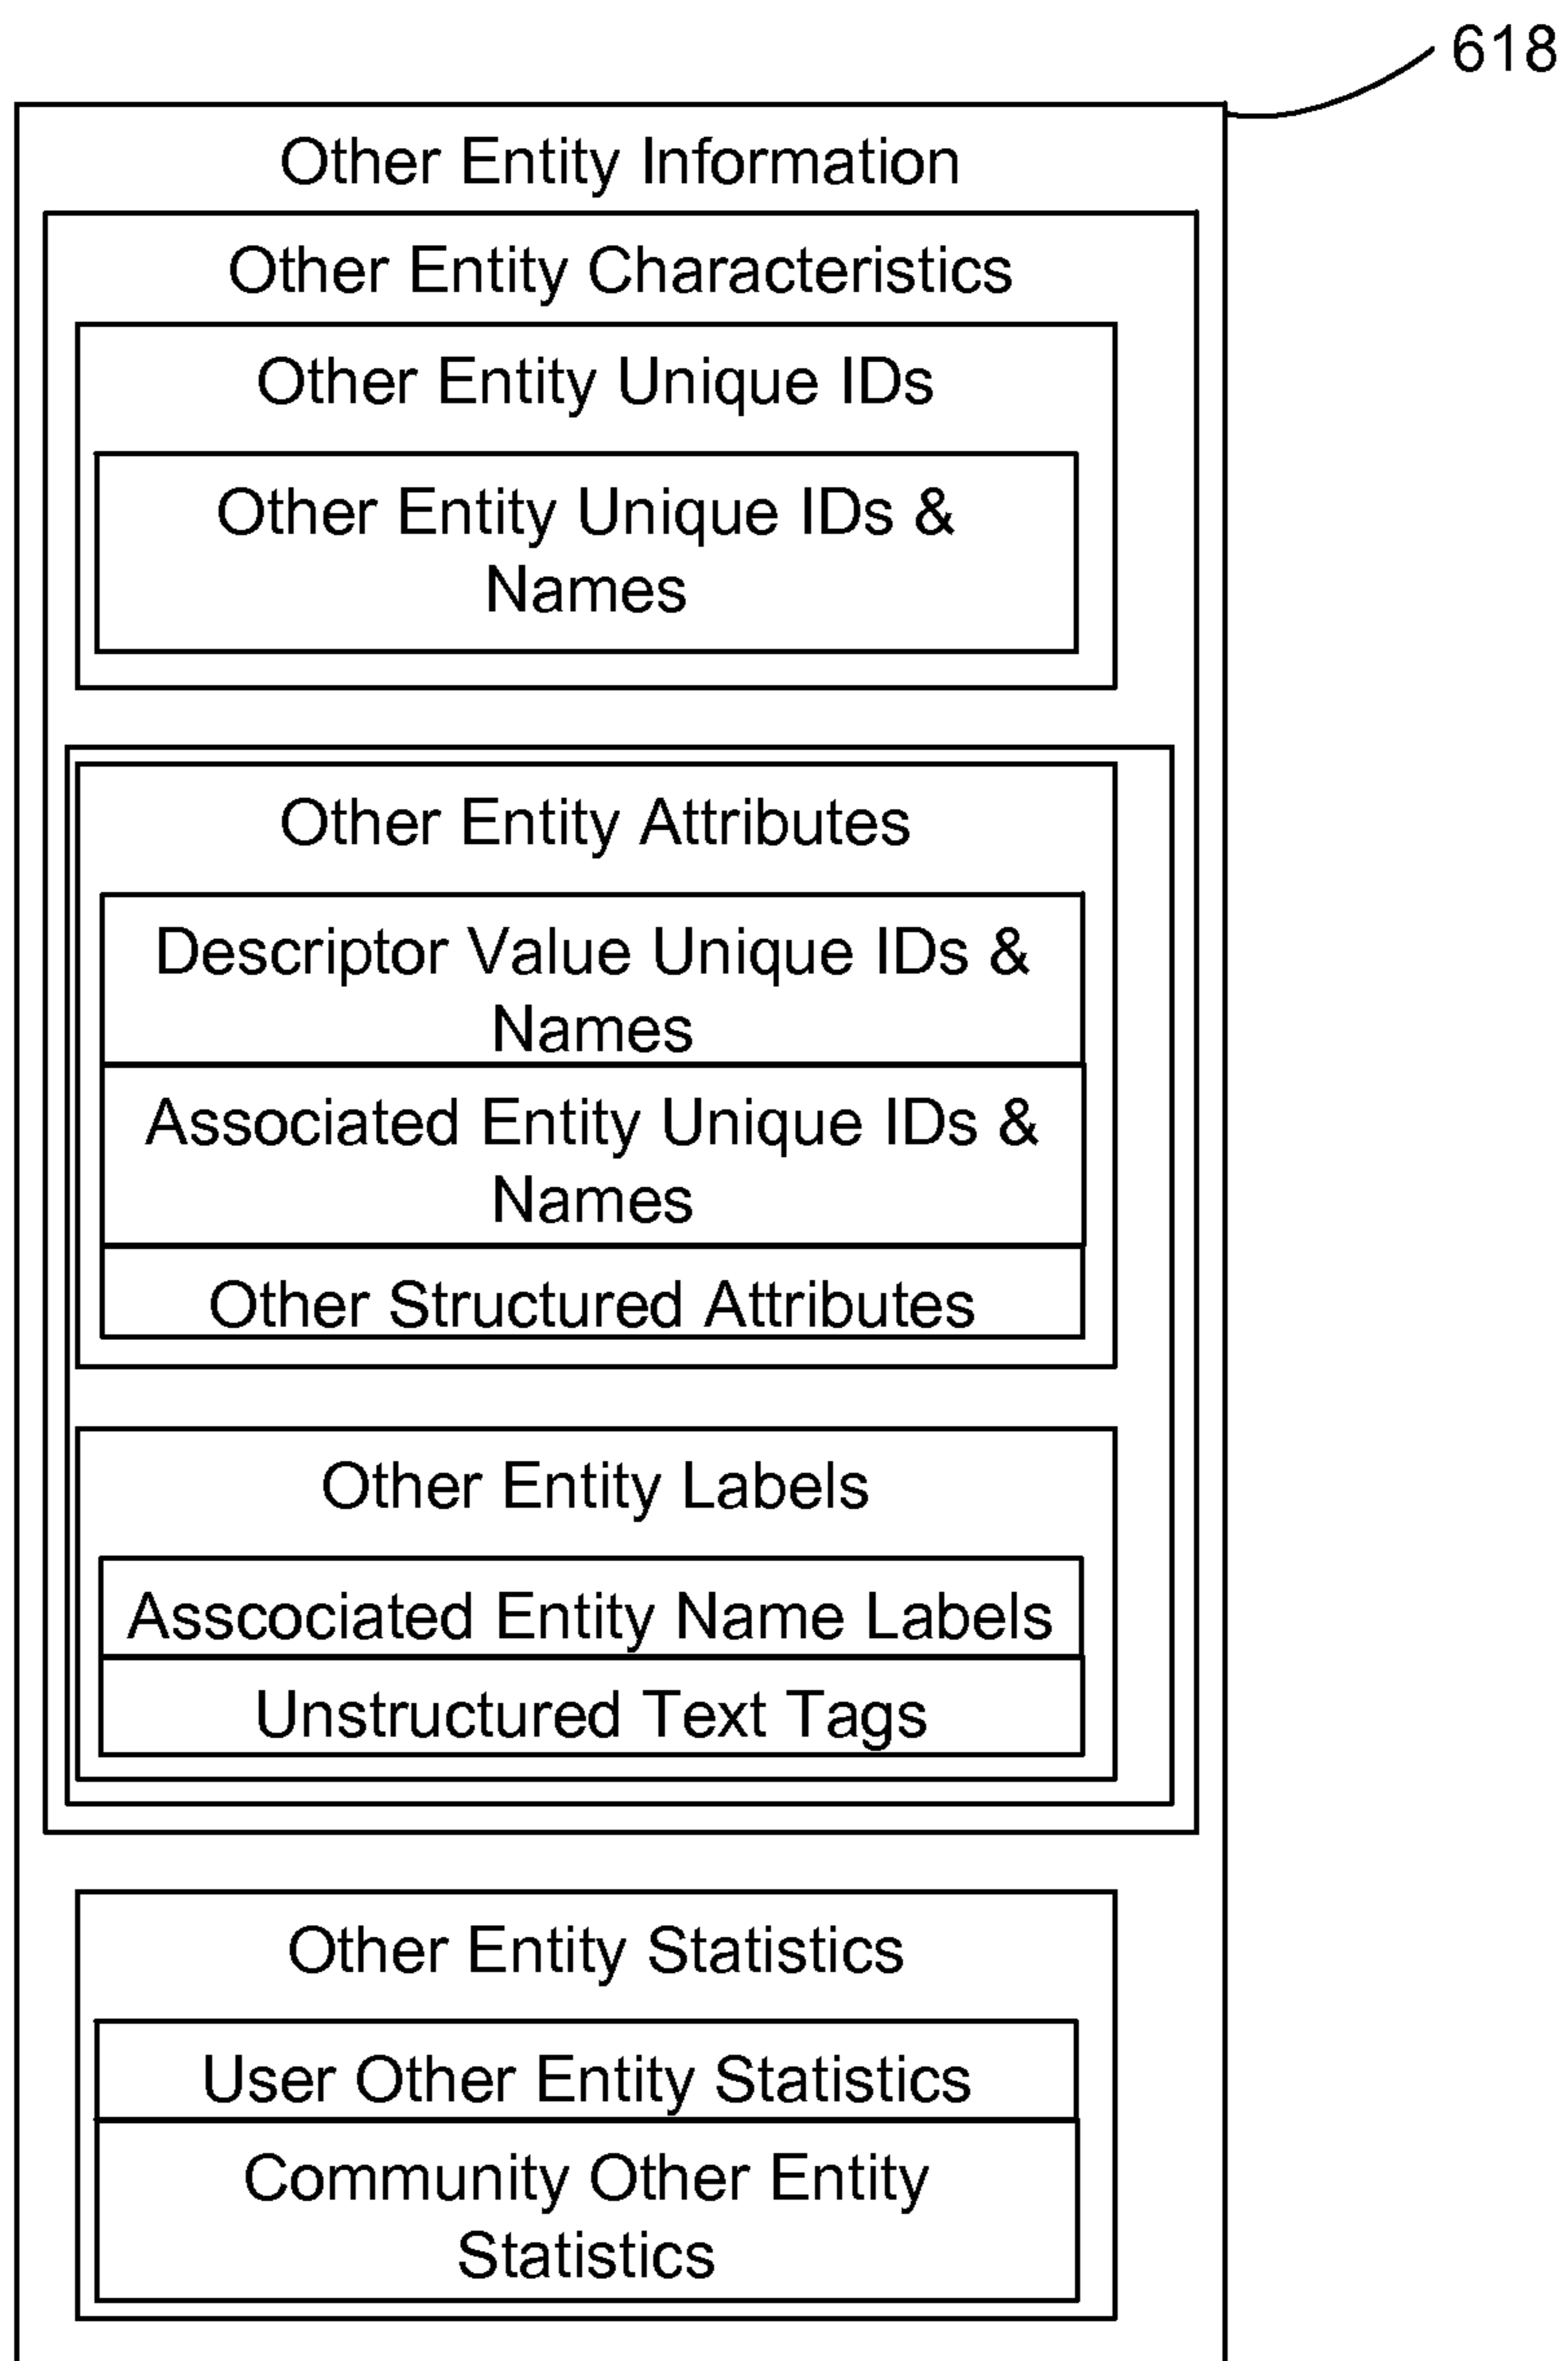 618
Other Entity Information
Other Entity Characteristics
Other Entity Unique IDs
Other Entity Unique IDs &
Names
Other Entity Attributes
Descriptor Value Unique IDs &
Names
Associated Entity Unique IDs &
Names
Other Structured Attributes
Other Entity Labels
Asscociated Entity Name Labels
Unstructured Text Tags
Other Entity Statistics
User Other Entity Statistics
Community Other Entity
Statistics